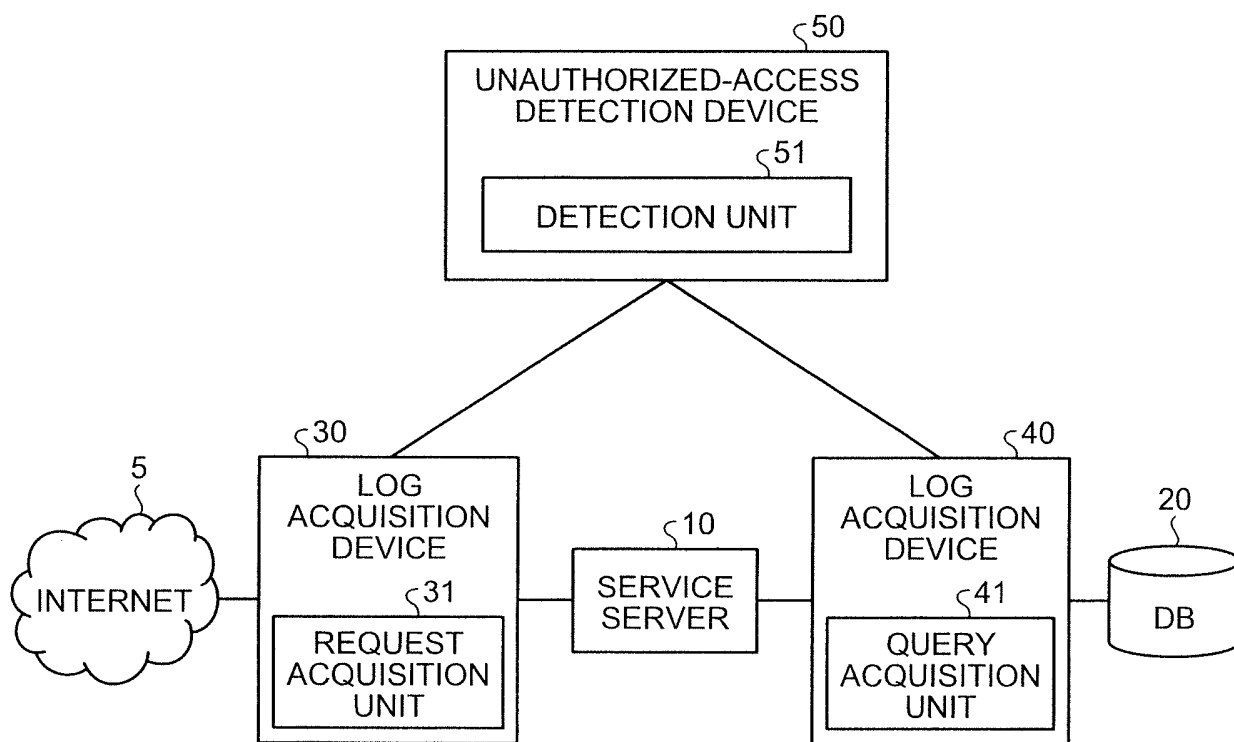 50
UNAUTHORIZED-ACCESS
DETECTION DEVICE
51
DETECTION UNIT
5
INTERNET
30
LOG
ACQUISITION
DEVICE
31
REQUEST
ACQUISITION
UNIT
10
SERVICE
SERVER
40
LOG
ACQUISITION
DEVICE
41
QUERY
ACQUISITION
UNIT
20
DB